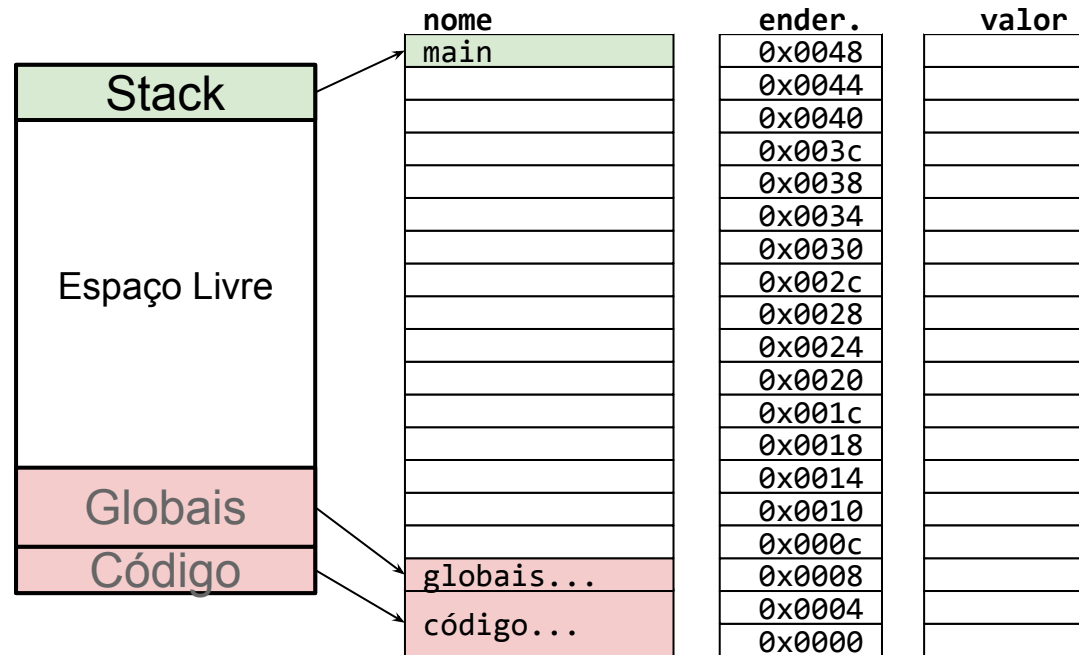 nome ender. valor
main 0x0048
Stack 0x0044
0x0040
0x003c
0x0038
0x0034
0x0030
Espaço Livre 0x002c
0x0028
0x0024
0x0020
0x001c
0x0018
0x0014
Globais 0x0010
0x000c
Código globais... 0x0008
código... 0x0004
0x0000